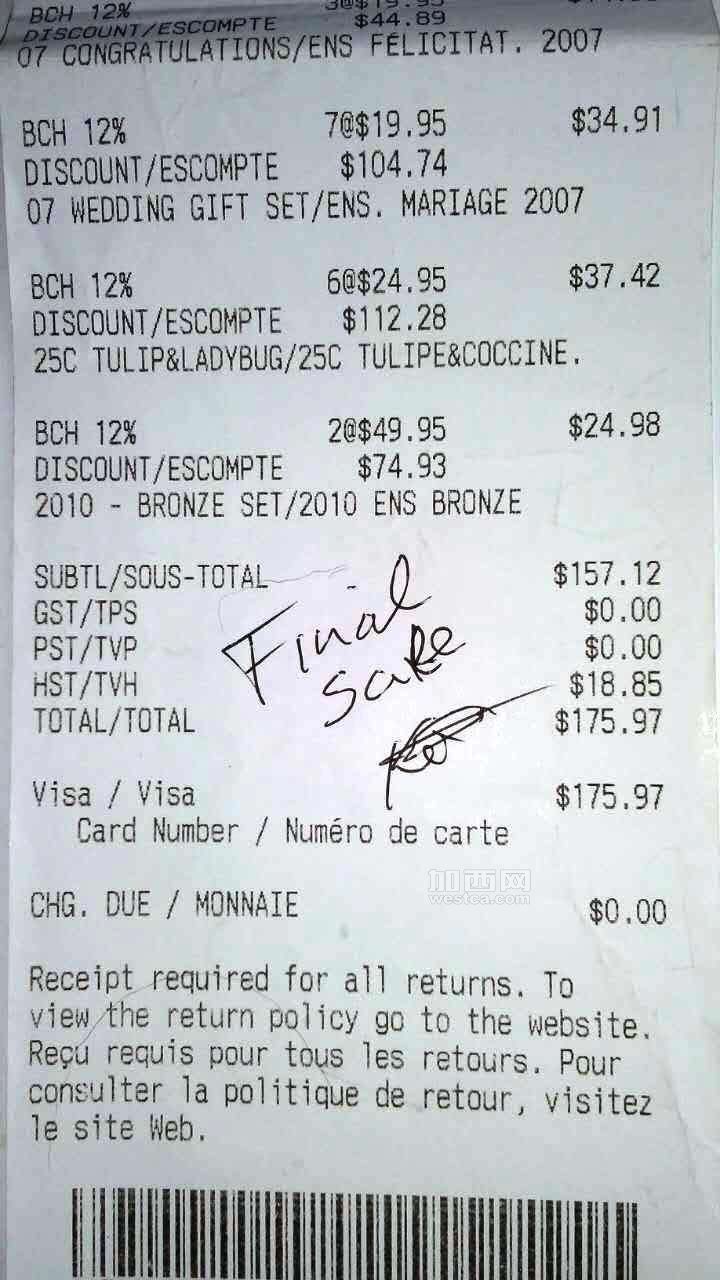 BCH 12% 3@$19.95
DISCOUNT/ESCOMPTE $44.89
07 CONGRATULATIONS/ENS FÉLICITAT. 2007
BCH 12% 7@$19.95 $34.91
DISCOUNT/ESCOMPTE $104.74
07 WEDDING GIFT SET/ENS. MARIAGE 2007
BCH 12% 6@$24.95 $37.42
DISCOUNT/ESCOMPTE $112.28
25C TULIP&LADYBUG/25C TULIPE&COCCINE.
BCH 12% 2@$49.95 $24.98
DISCOUNT/ESCOMPTE $74.93
2010 - BRONZE SET/2010 ENS BRONZE
SUBTL/SOUS-TOTAL $157.12
GST/TPS $0.00
PST/TVP $0.00
HST/TVH $18.85
TOTAL/TOTAL $175.97
Final
Sale
Visa / Visa $175.97
Card Number / Numéro de carte
加西网
westca.com
CHG. DUE / MONNAIE $0.00
Receipt required for all returns. To
view the return policy go to the website.
Reçu requis pour tous les retours. Pour
consulter la politique de retour, visitez
le site Web.